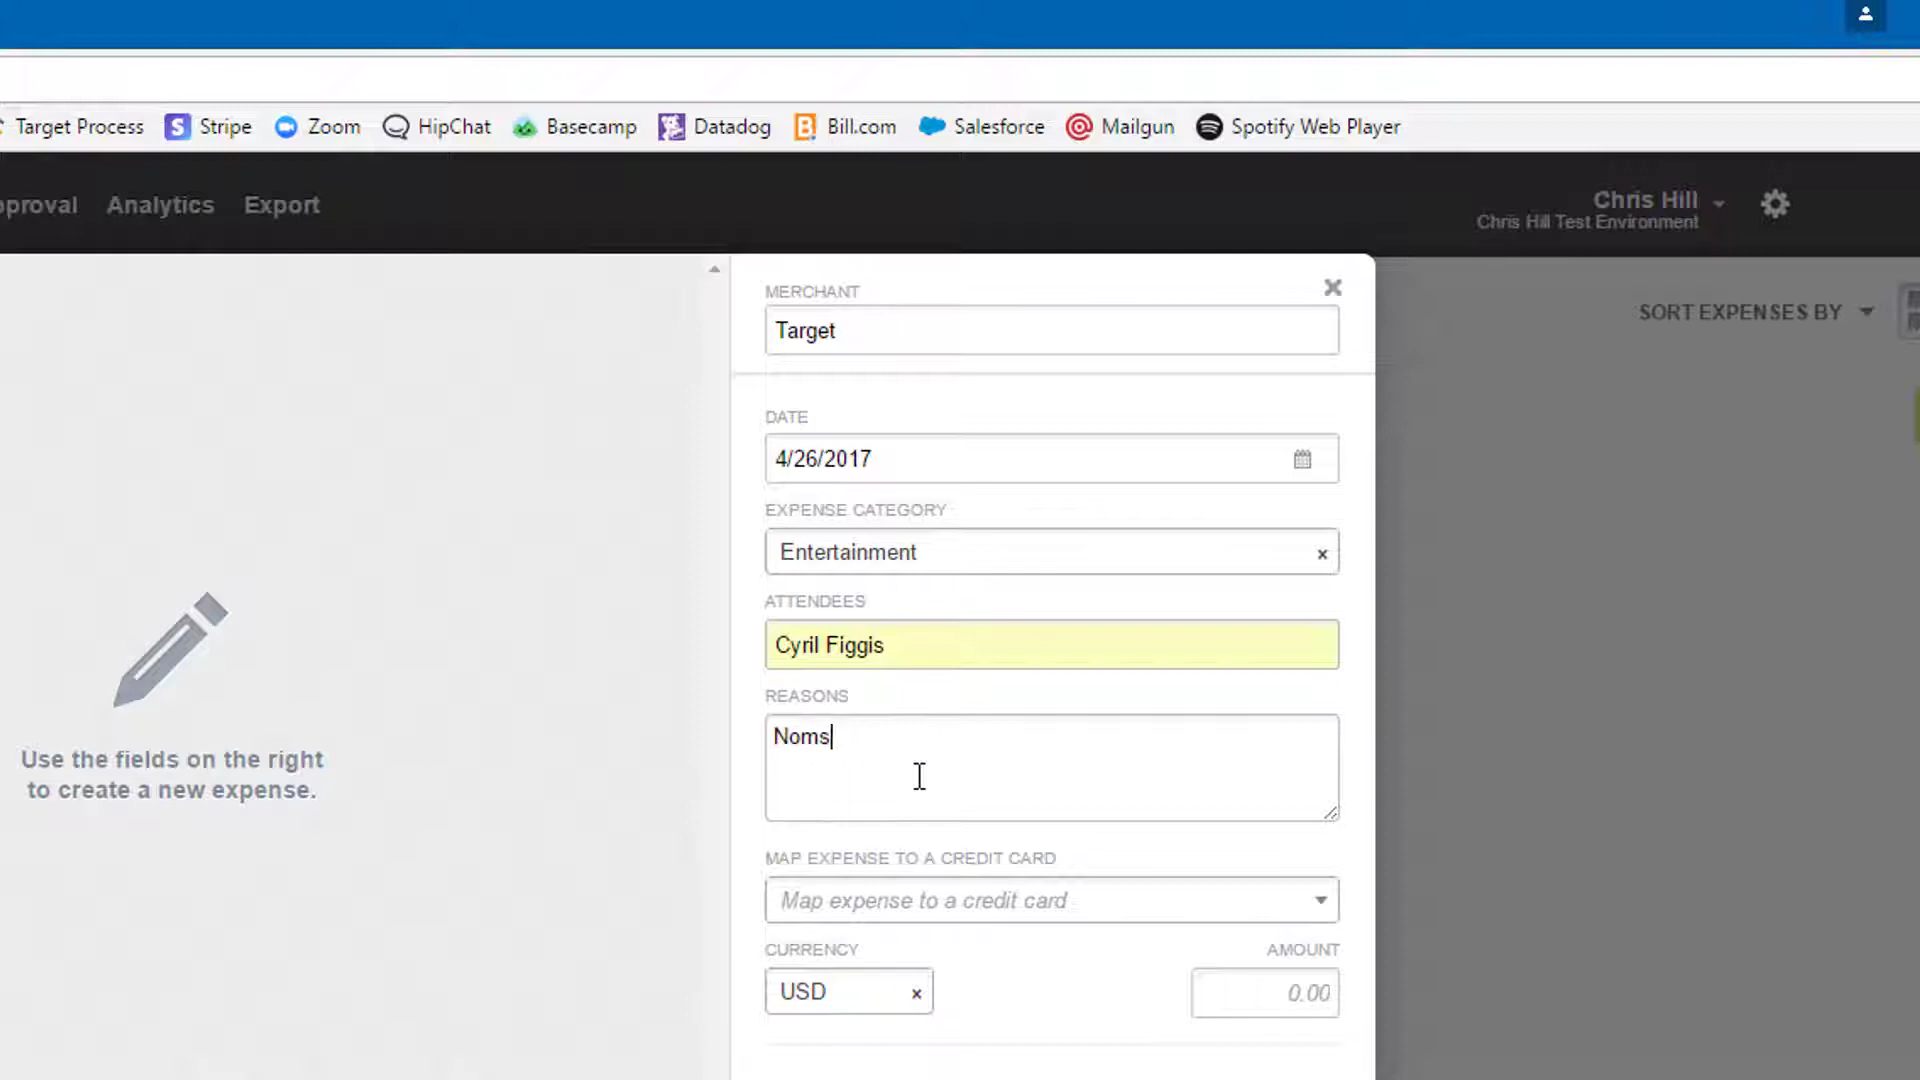 Target Process Stripe Zoom HipChat Basecamp Datadog Bill.com Salesforce Mailgun Spotify Web Player
pproval Analytics Export
Chris Hill
Chris Hill Test Environment
SORT EXPENSES BY
MERCHANT
Target
DATE
4/26/2017
EXPENSE CATEGORY
Entertainment
ATTENDEES
Cyril Figgis
REASONS
Noms
MAP EXPENSE TO A CREDIT CARD
Map expense to a credit card
CURRENCY AMOUNT
USD 0.00
Use the fields on the right
to create a new expense.